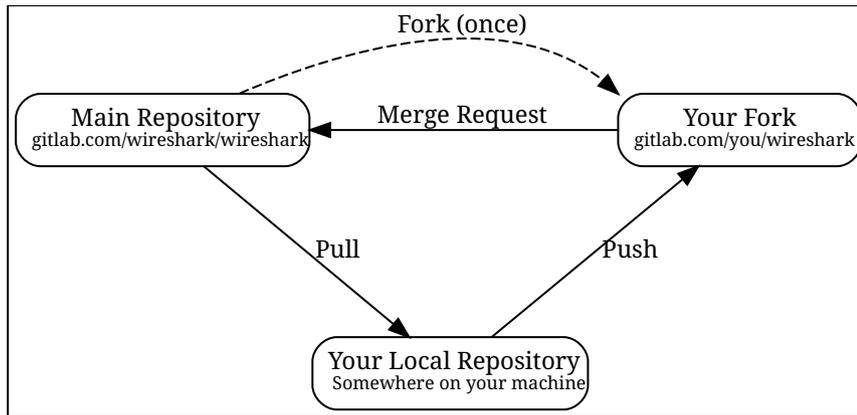 Fork (once)
Main Repository
gitlab.com/wireshark/wireshark
Merge Request
Your Fork
gitlab.com/you/wireshark
Pull
Push
Your Local Repository
Somewhere on your machine